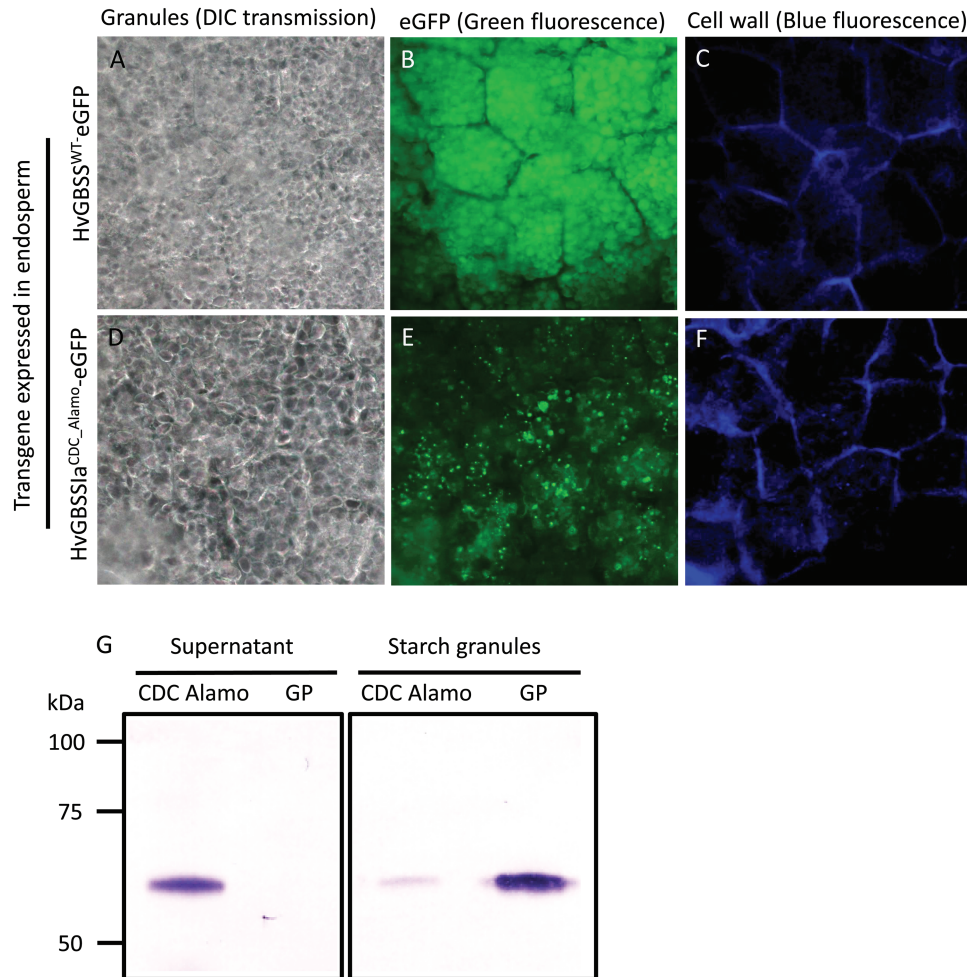 Granules (DIC transmission)
eGFP (Green fluorescence)
Cell wall (Blue fluorescence)
A
B
C
D
E
F
Transgene expressed in endosperm
HvGBSSᵂᵀ⁻eGFP
HvGBSSIaCDC_Alamo-eGFP
G
Supernatant
Starch granules
kDa
CDC Alamo
GP
CDC Alamo
GP
100
75
50